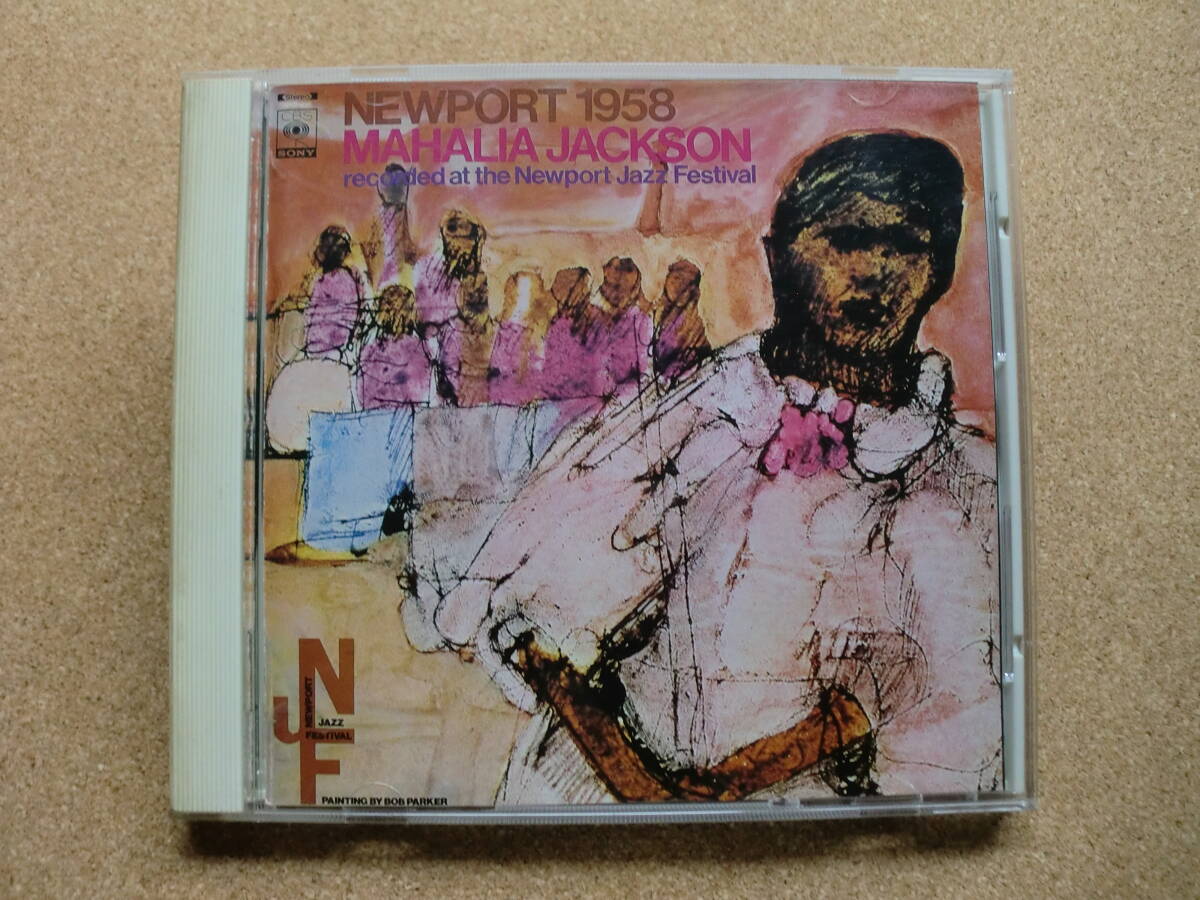 Stereo
CBS
SONY
NEWPORT 1958
MAHALIA JACKSON
recorded at the Newport Jazz Festival
N
J
F
NEWPORT
JAZZ
FESTIVAL
PAINTING BY BOB PARKER